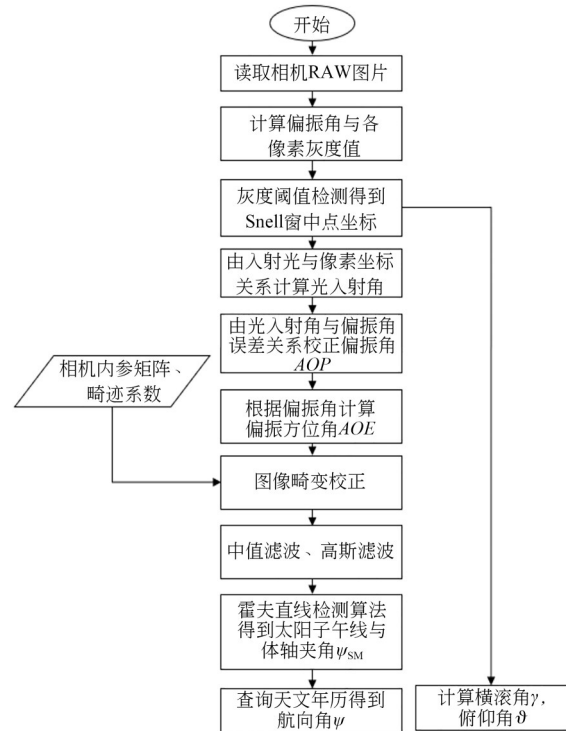 开始
读取相机RAW图片
计算偏振角与各
像素灰度值
灰度阈值检测得到
Snell窗中点坐标
由入射光与像素坐标
关系计算光入射角
由光入射角与偏振角
误差关系校正偏振角
AOP
相机内参矩阵、
畸迹系数
根据偏振角计算
偏振方位角AOE
图像畸变校正
中值滤波、高斯滤波
霍夫直线检测算法
得到太阳子午线与
体轴夹角ψSM
查询天文年历得到
航向角ψ
计算横滚角γ,
俯仰角ϑ